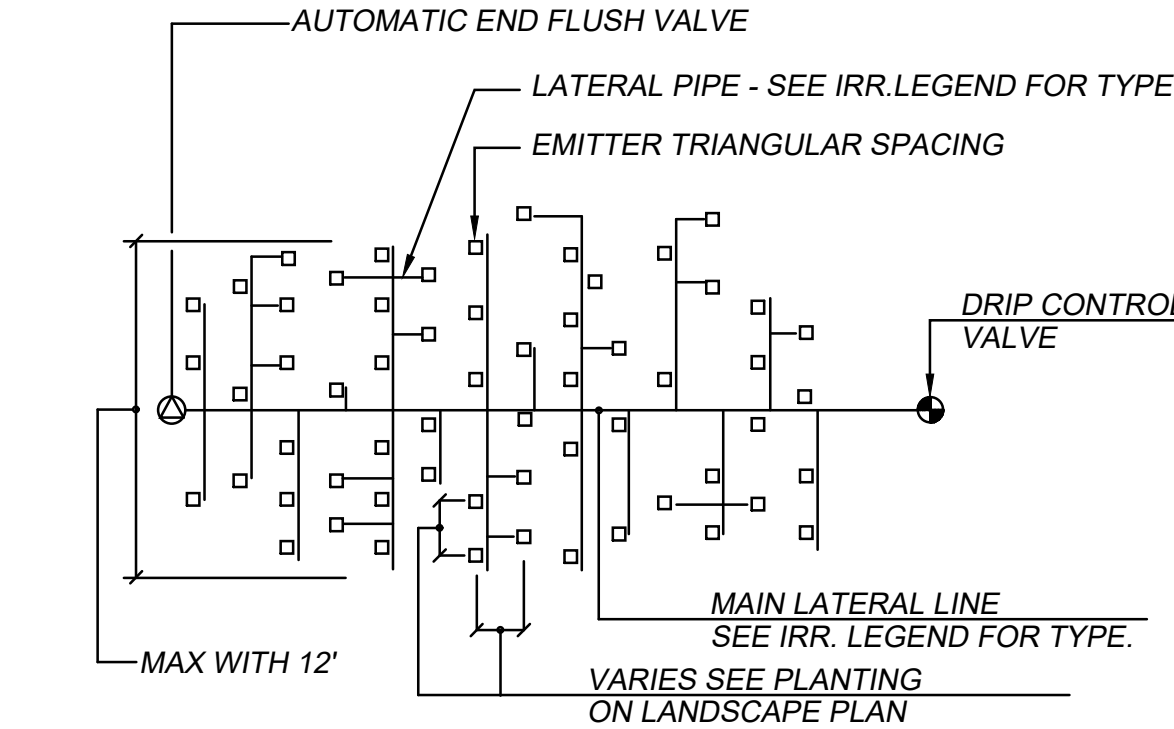 AUTOMATIC END FLUSH VALVE
LATERAL PIPE - SEE IRR.LEGEND FOR TYPE
EMITTER TRIANGULAR SPACING
DRIP CONTROL
VALVE
MAIN LATERAL LINE
SEE IRR. LEGEND FOR TYPE.
MAX WITH 12'
VARIES SEE PLANTING
ON LANDSCAPE PLAN